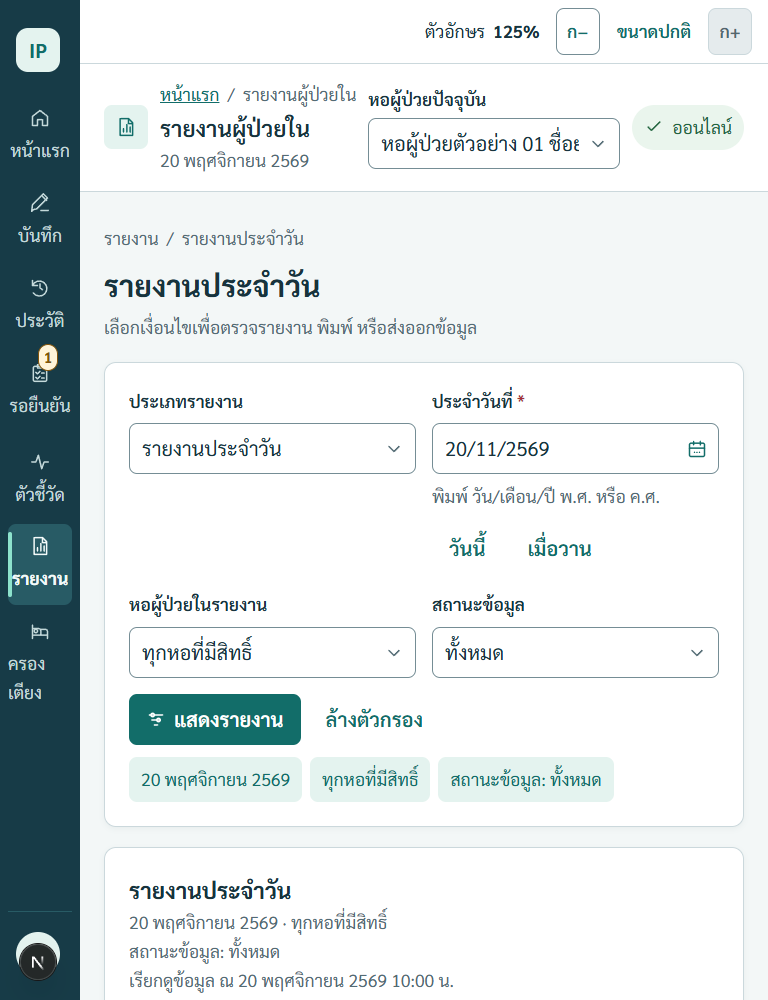 IP
หน้าแรก
บันทึก
ประวัติ
1
รอยืนยัน
ตัวชี้วัด
รายงาน
ครอง
เตียง
N
ตัวอักษร 125% ก− ขนาดปกติ ก+
หน้าแรก / รายงานผู้ป่วยใน
รายงานผู้ป่วยใน
20 พฤศจิกายน 2569
หอผู้ป่วยปัจจุบัน
หอผู้ป่วยตัวอย่าง 01 ชื่อย
ออนไลน์
รายงาน / รายงานประจำวัน
รายงานประจำวัน
เลือกเงื่อนไขเพื่อตรวจรายงาน พิมพ์ หรือส่งออกข้อมูล
ประเภทรายงาน
รายงานประจำวัน
ประจำวันที่ *
20/11/2569
พิมพ์ วัน/เดือน/ปี พ.ศ. หรือ ค.ศ.
วันนี้ เมื่อวาน
หอผู้ป่วยในรายงาน
ทุกหอที่มีสิทธิ์
สถานะข้อมูล
ทั้งหมด
แสดงรายงาน ล้างตัวกรอง
20 พฤศจิกายน 2569 ทุกหอที่มีสิทธิ์ สถานะข้อมูล: ทั้งหมด
รายงานประจำวัน
20 พฤศจิกายน 2569 · ทุกหอที่มีสิทธิ์
สถานะข้อมูล: ทั้งหมด
เรียกดูข้อมูล ณ 20 พฤศจิกายน 2569 10:00 น.